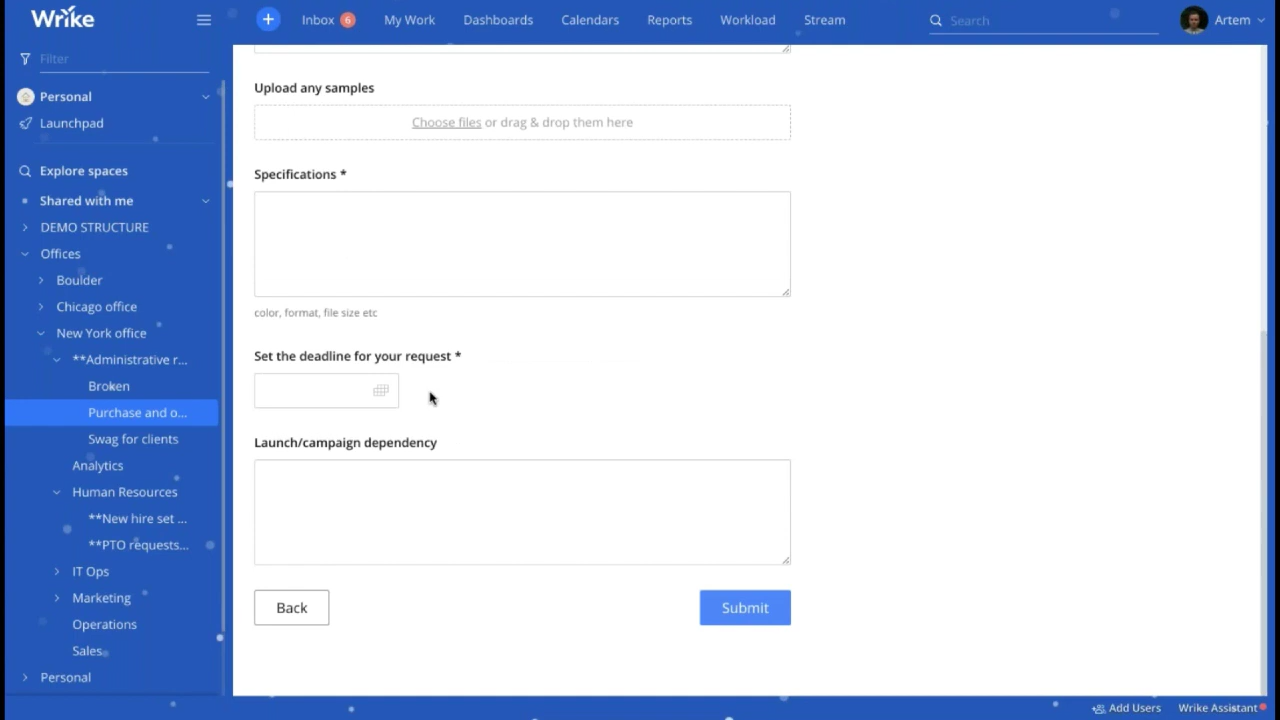 Wrike
Inbox 6
My Work
Dashboards
Calendars
Reports
Workload
Stream
Search
Artem
Filter
Personal
Launchpad
Explore spaces
Shared with me
DEMO STRUCTURE
Offices
Boulder
Chicago office
New York office
**Administrative r...
Broken
Purchase and o...
Swag for clients
Analytics
Human Resources
**New hire set ...
**PTO requests...
IT Ops
Marketing
Operations
Sales
Personal
Upload any samples
Choose files or drag & drop them here
Specifications *
color, format, file size etc
Set the deadline for your request *
Launch/campaign dependency
Back
Submit
Add Users
Wrike Assistant